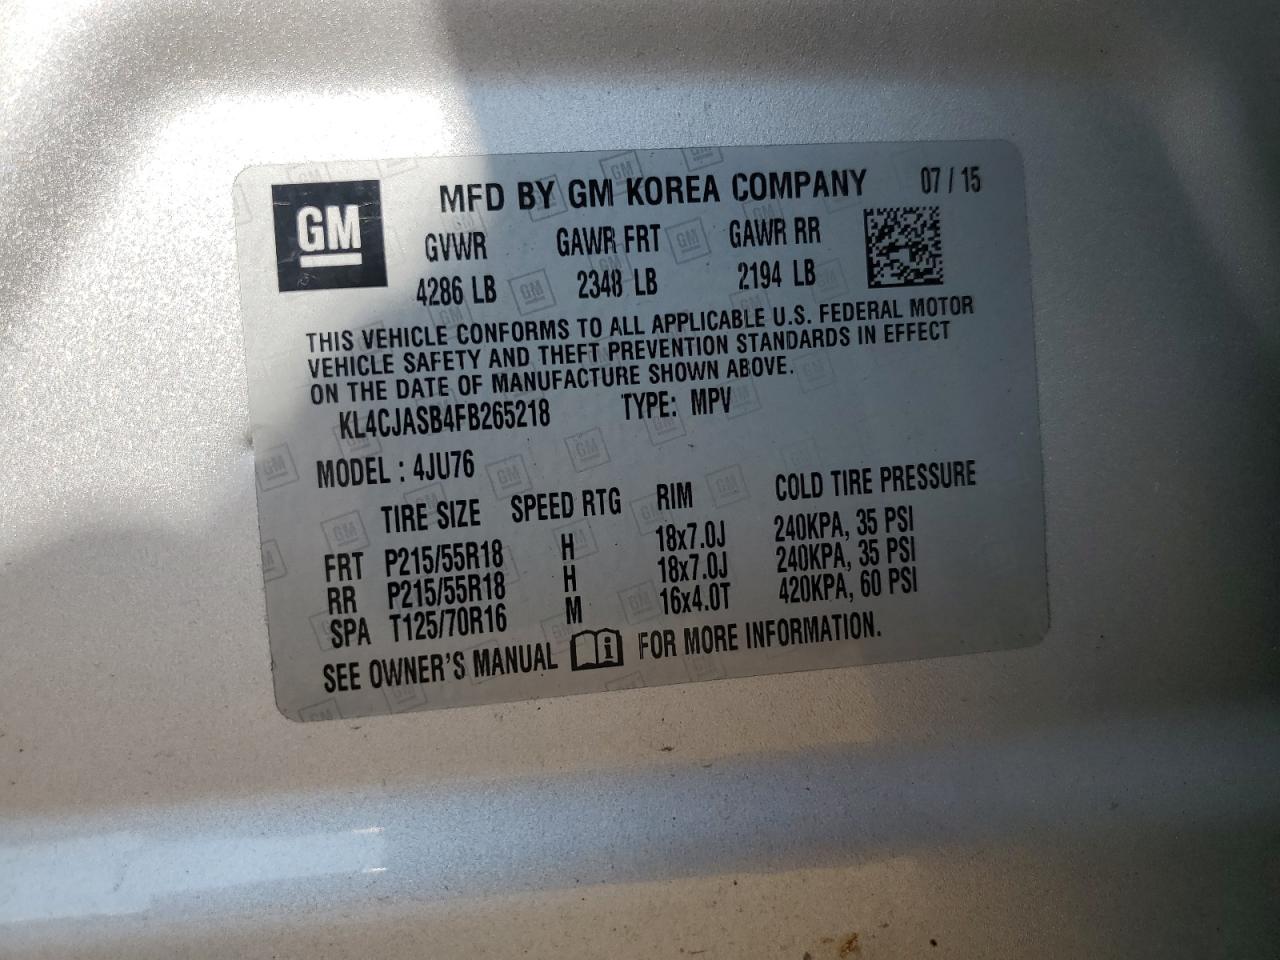 GM
MFD BY GM KOREA COMPANY 07 / 15
GVWR GAWR FRT GAWR RR
4286 LB 2348 LB 2194 LB
THIS VEHICLE CONFORMS TO ALL APPLICABLE U.S. FEDERAL MOTOR
VEHICLE SAFETY AND THEFT PREVENTION STANDARDS IN EFFECT
ON THE DATE OF MANUFACTURE SHOWN ABOVE.
KL4CJASB4FB265218 TYPE: MPV
MODEL : 4JU76
TIRE SIZE SPEED RTG RIM COLD TIRE PRESSURE
FRT P215/55R18 H 18x7.0J 240KPA, 35 PSI
RR P215/55R18 H 18x7.0J 240KPA, 35 PSI
SPA T125/70R16 M 16x4.0T 420KPA, 60 PSI
SEE OWNER'S MANUAL i FOR MORE INFORMATION.